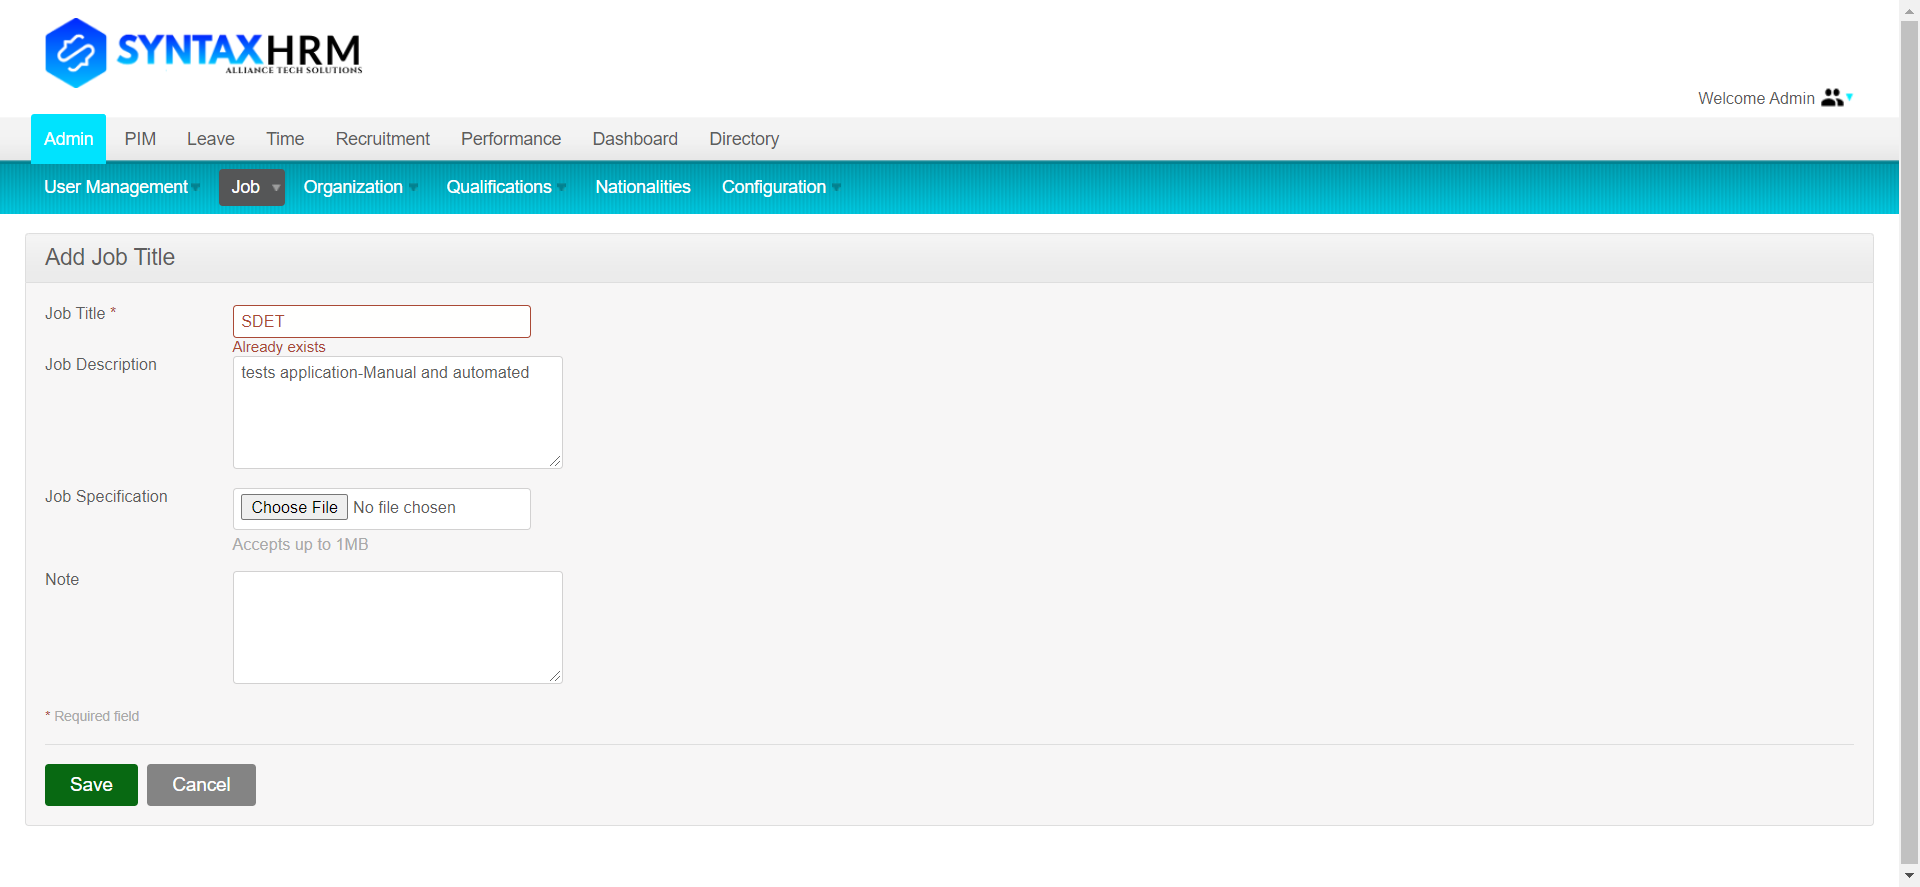 SYNTAXHRM
ALLIANCE TECH SOLUTIONS
Welcome Admin
Admin PIM Leave Time Recruitment Performance Dashboard Directory
User Management Job Organization Qualifications Nationalities Configuration
Add Job Title
Job Title * SDET
Already exists
Job Description tests application-Manual and automated
Job Specification Choose File No file chosen
Accepts up to 1MB
Note
* Required field
Save Cancel